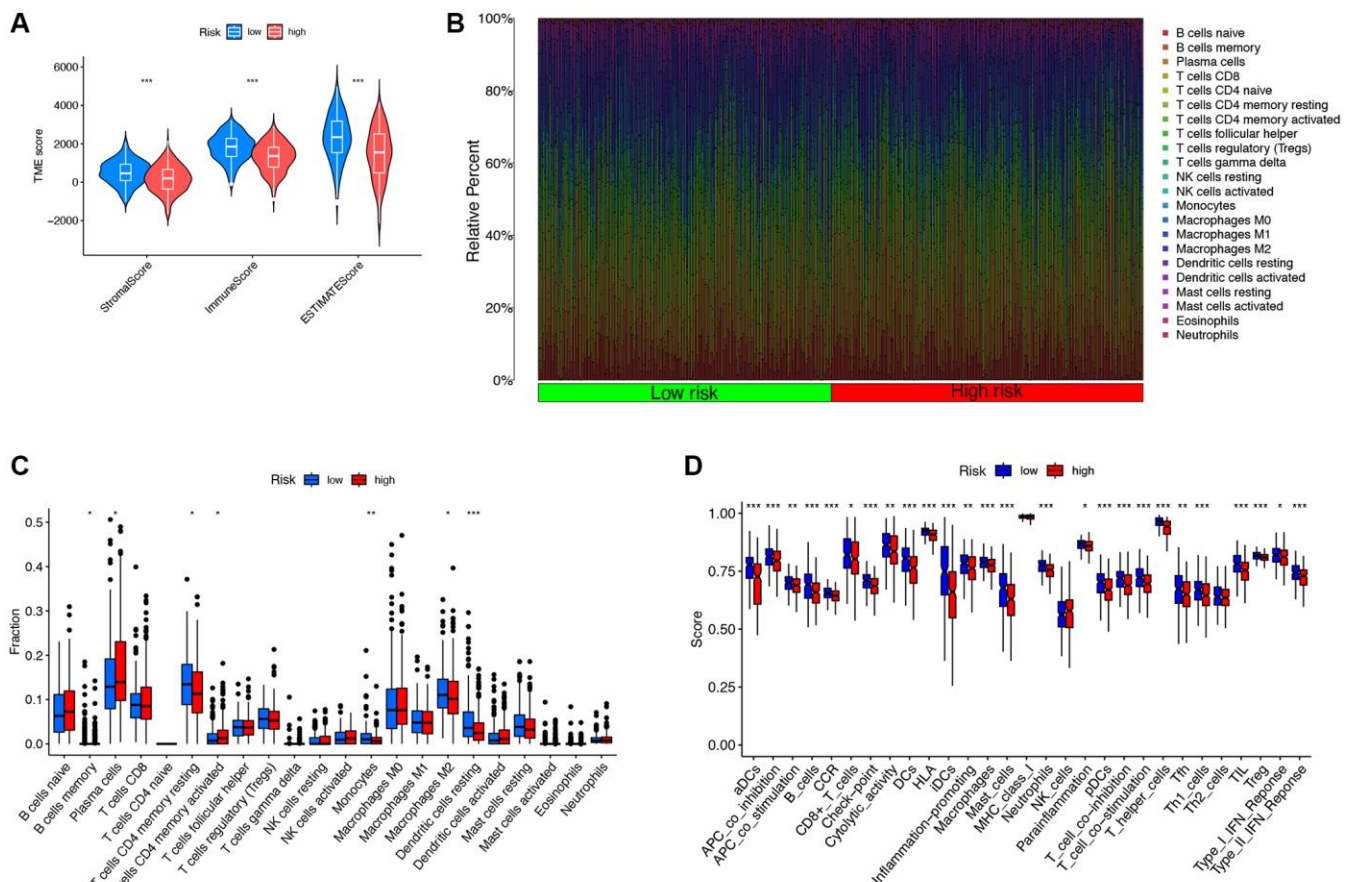 A
Risk low high
***
***
***
6000
4000
2000
0
−2000
TME score
StromalScore
ImmuneScore
ESTIMATEScore
B
100%
80%
60%
40%
20%
0%
Relative Percent
Low risk
High risk
B cells naive
B cells memory
Plasma cells
T cells CD8
T cells CD4 naive
T cells CD4 memory resting
T cells CD4 memory activated
T cells follicular helper
T cells regulatory (Tregs)
T cells gamma delta
NK cells resting
NK cells activated
Monocytes
Macrophages M0
Macrophages M1
Macrophages M2
Dendritic cells resting
Dendritic cells activated
Mast cells resting
Mast cells activated
Eosinophils
Neutrophils
C
Risk low high
* * * * ** * ***
0.5
0.4
0.3
0.2
0.1
0.0
Fraction
B cells naive
B cells memory
Plasma cells
T cells CD8
T cells CD4 naive
T cells CD4 memory resting
cells CD4 memory activated
T cells follicular helper
T cells regulatory (Tregs)
T cells gamma delta
NK cells resting
NK cells activated
Monocytes
Macrophages M0
Macrophages M1
Macrophages M2
Dendritic cells resting
Dendritic cells activated
Mast cells resting
Mast cells activated
Eosinophils
Neutrophils
D
Risk low high
*** *** ** ** *** * *** ** *** *** *** ** *** *** *** * *** *** *** *** ** *** *** *** * ***
1.00
0.75
0.50
0.25
0.00
Score
aDCs
APC_co_inhibition
APC_co_stimulation
B_cells
CCR
CD8+_T_cells
Check−point
Cytolytic_activity
DCs
HLA
iDCs
Inflammation−promoting
Macrophages
Mast_cells
MHC_class_I
Neutrophils
NK_cells
Parainflammation
pDCs
T_cell_co−inhibition
T_cell_co−stimulation
T_helper_cells
Tfh
Th1_cells
Th2_cells
TIL
Treg
Type_I_IFN_Reponse
Type_II_IFN_Reponse